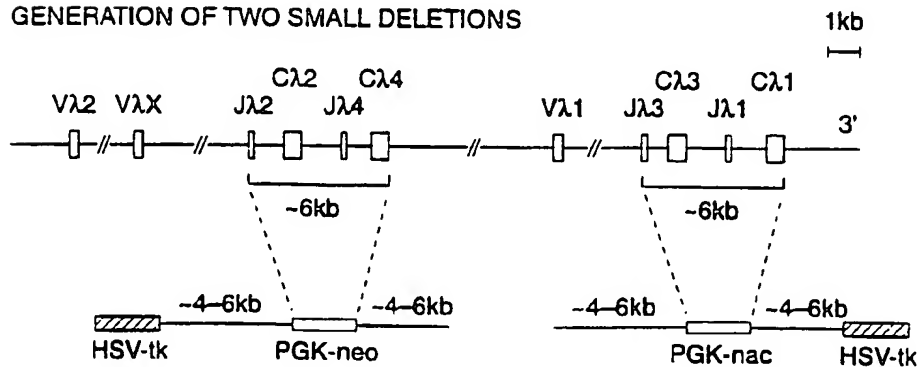 GENERATION OF TWO SMALL DELETIONS
1kb
Cλ2 Cλ4 Cλ3 Cλ1
Vλ2 VλX Jλ2 Jλ4 Vλ1 Jλ3 Jλ1 3'
// // // //
~6kb ~6kb
~4–6kb ~4–6kb ~4–6kb ~4–6kb
HSV-tk PGK-neo PGK-nac HSV-tk